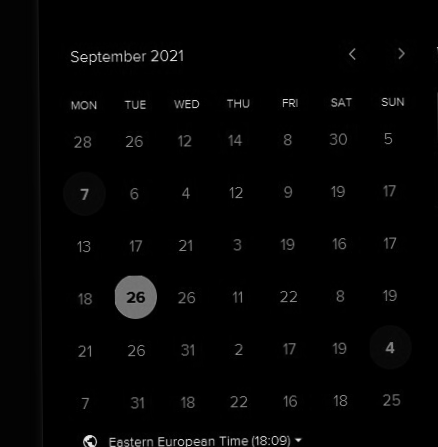 September 2021
MON TUE WED THU FRI SAT SUN
28 26 12 14 8 30 5
7 6 4 12 9 19 17
13 17 21 3 19 16 17
18 26 26 11 22 8 19
21 26 31 2 17 19 4
7 31 18 22 16 18 25
Eastern European Time (18:09)